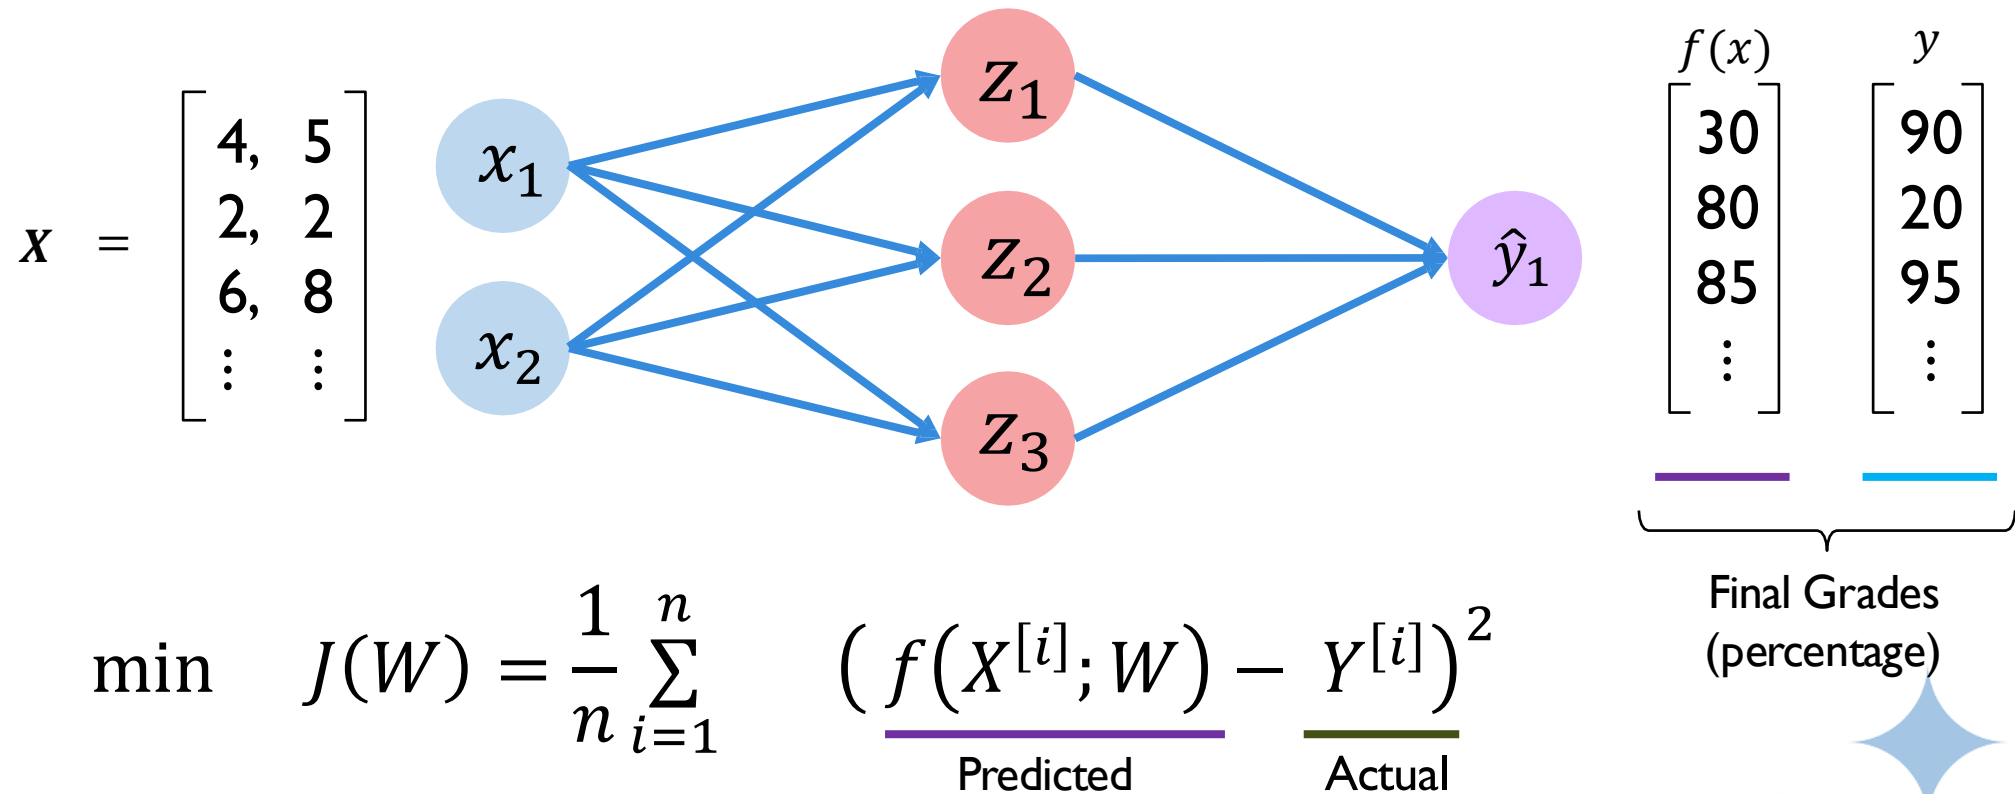 X = [ 4, 5
2, 2
6, 8
⋮ ⋮ ]
x₁
x₂
z₁
z₂
z₃
ŷ₁
f(x)
30
80
85
⋮
y
90
20
95
⋮
Final Grades
(percentage)
min J(W) = 1/n ∑ᵢ₌₁ⁿ (f(X^[i]; W) − Y^[i])²
Predicted
Actual